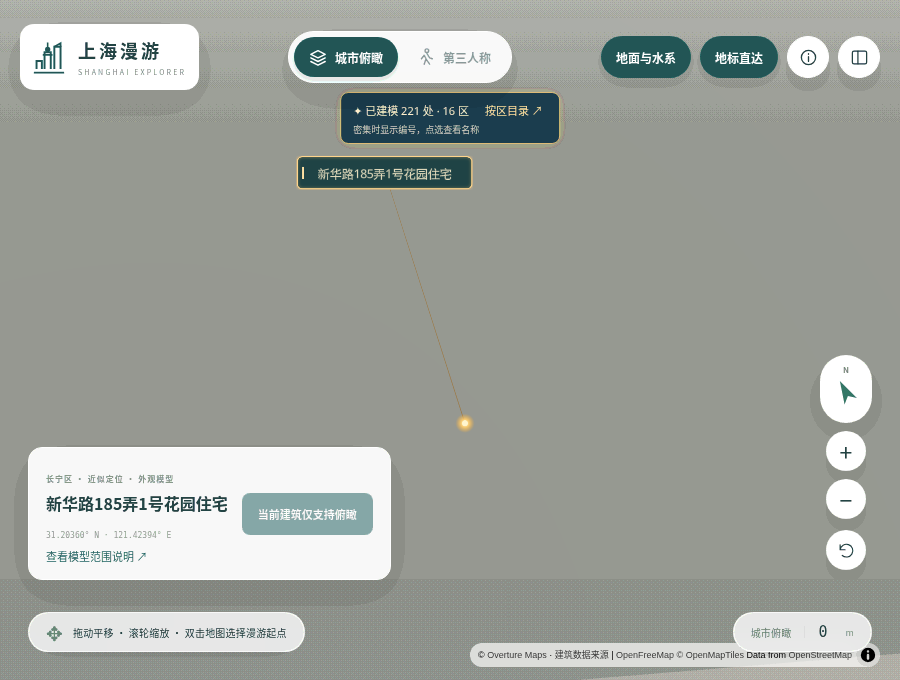 上海漫游
SHANGHAI EXPLORER
城市俯瞰
第三人称
地面与水系
地标直达
✦ 已建模 221 处 · 16 区 按区目录 ↗
密集时显示编号，点选查看名称
新华路185弄1号花园住宅
N
长宁区 · 近似定位 · 外观模型
新华路185弄1号花园住宅
当前建筑仅支持俯瞰
31.20360° N · 121.42394° E
查看模型范围说明 ↗
拖动平移 · 滚轮缩放 · 双击地图选择漫游起点
城市俯瞰 0 m
© Overture Maps · 建筑数据来源 | OpenFreeMap © OpenMapTiles Data from OpenStreetMap